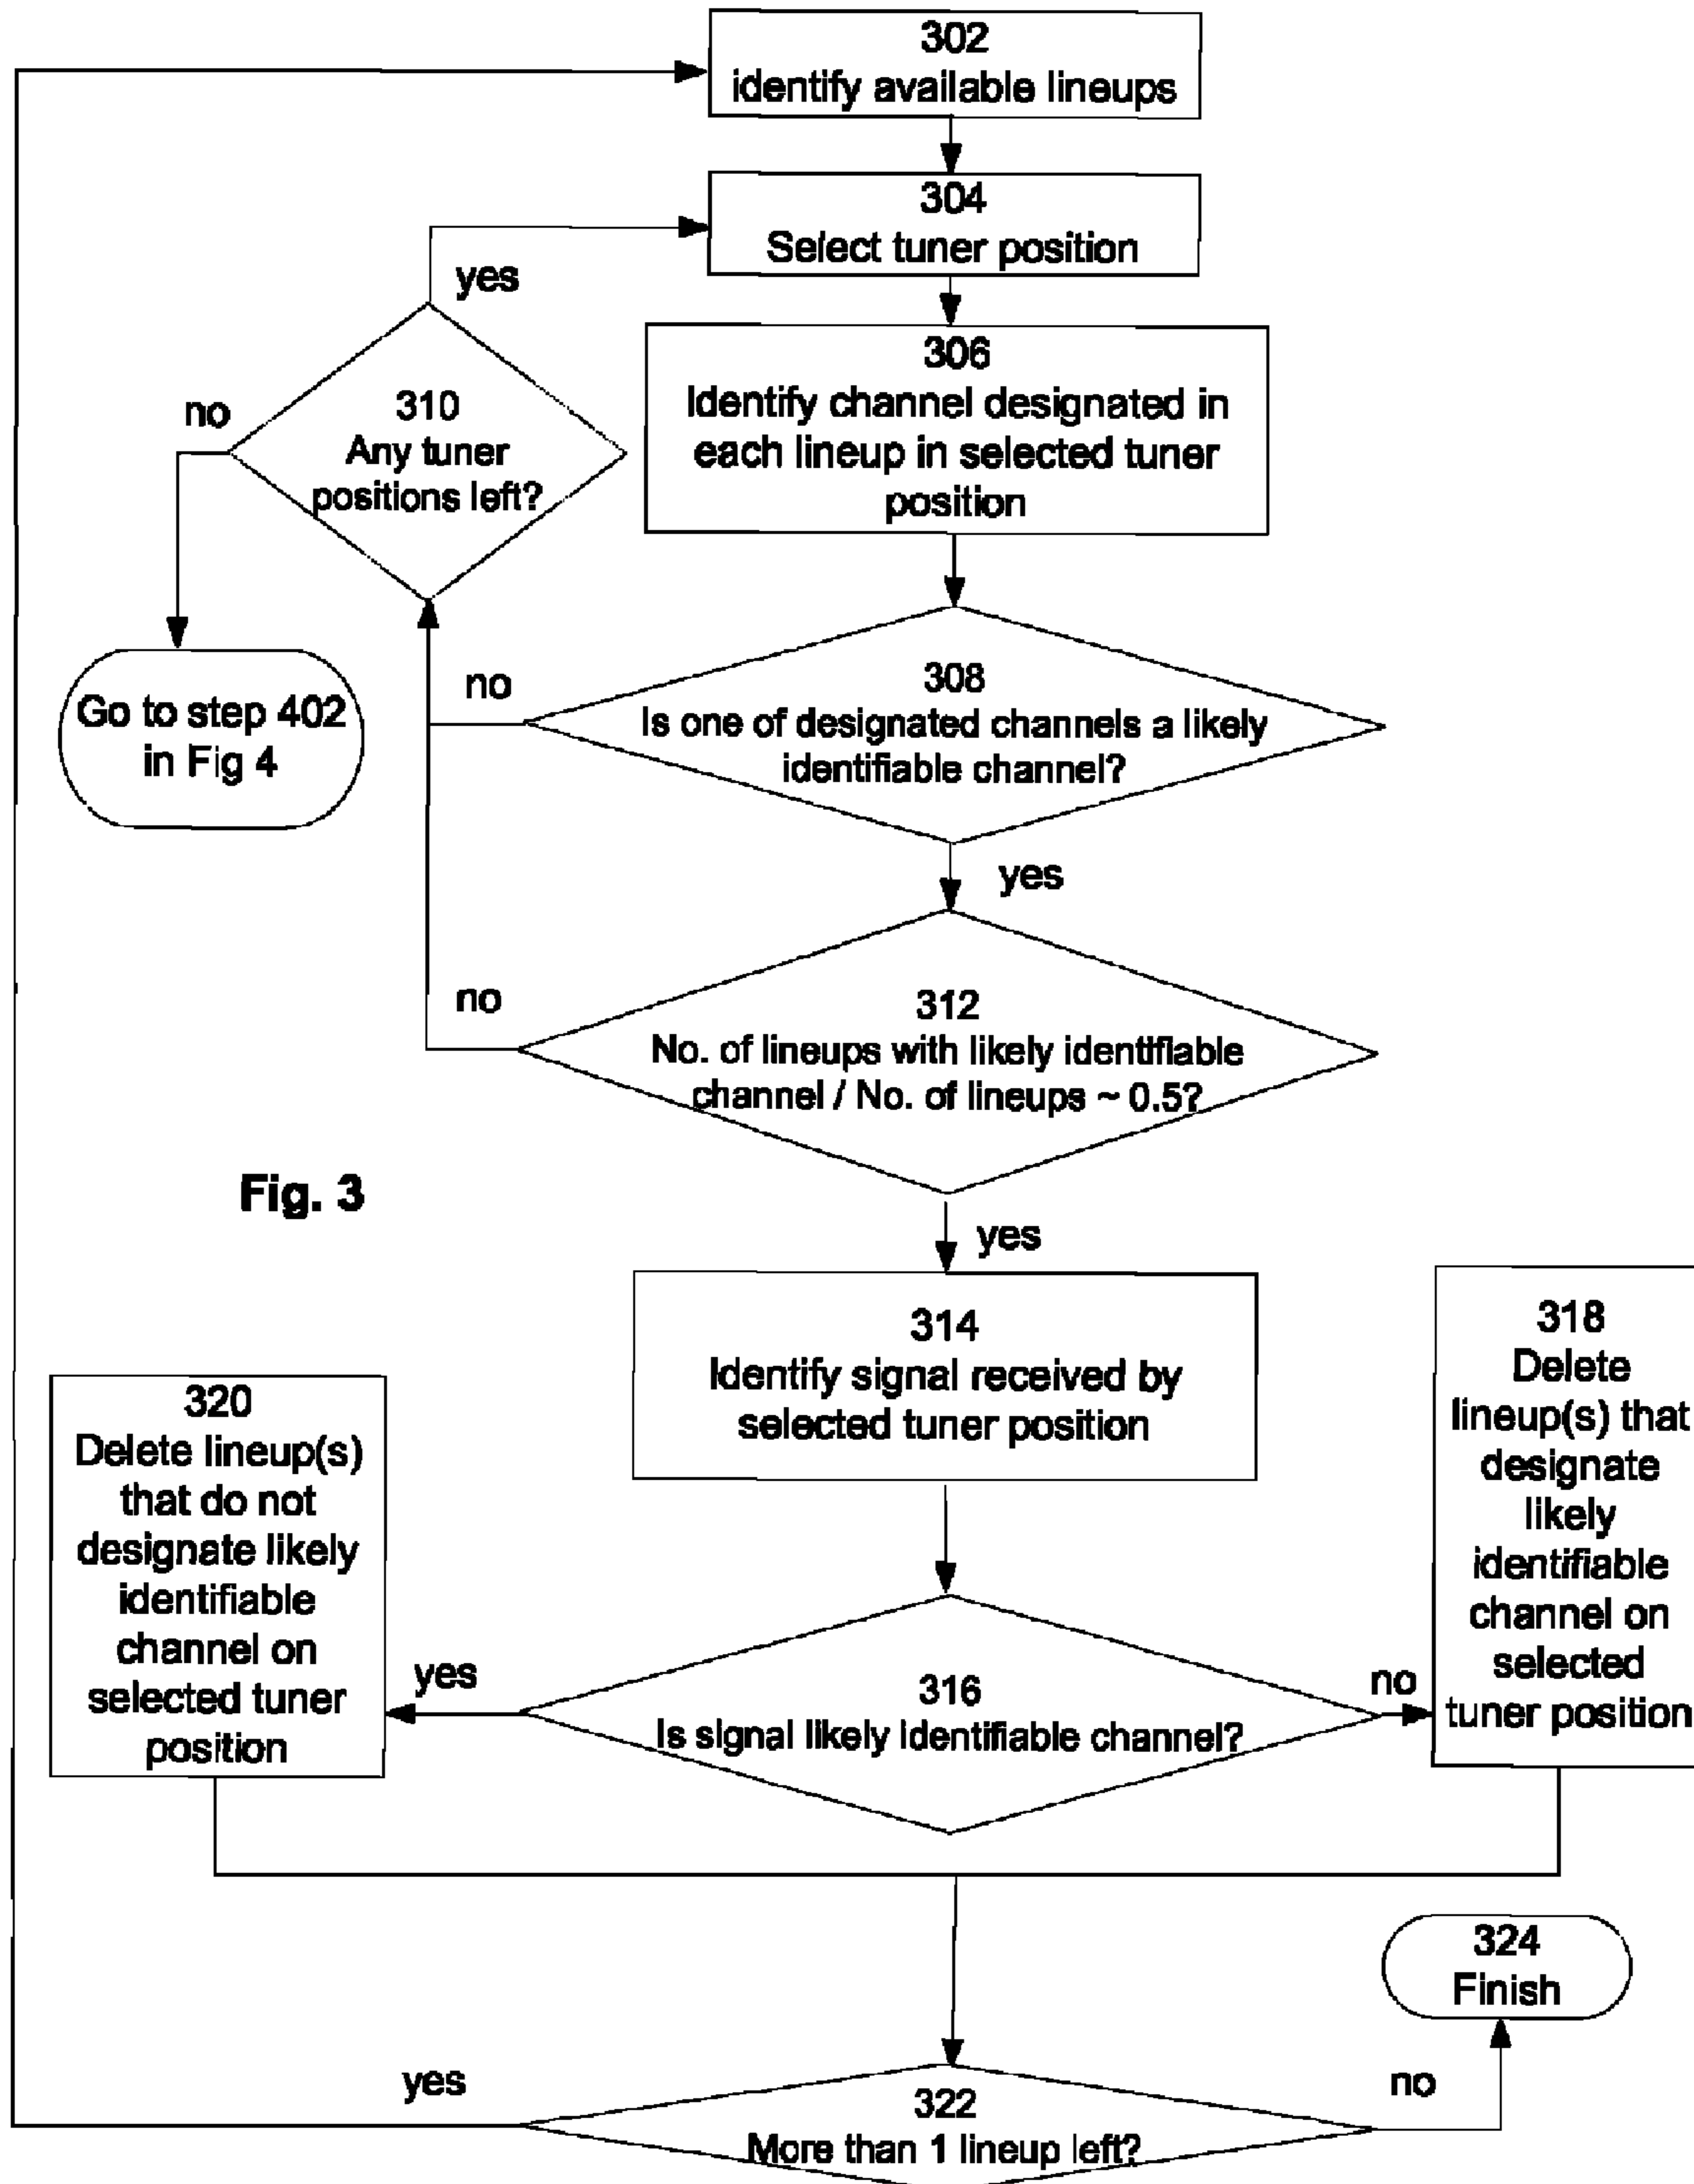 302
identify available lineups
304
Select tuner position
yes
306
Identify channel designated in
each lineup in selected tuner
position
no
310
Any tuner
positions left?
no
308
Is one of designated channels a likely
identifiable channel?
Go to step 402
in Fig 4
yes
no
312
No. of lineups with likely identifiable
channel / No. of lineups ~ 0.5?
Fig. 3
yes
314
Identify signal received by
selected tuner position
318
Delete
lineup(s) that
designate
likely
identifiable
channel on
selected
tuner position
320
Delete lineup(s)
that do not
designate likely
identifiable
channel on
selected tuner
position
yes
316
Is signal likely identifiable channel?
no
324
Finish
yes
322
More than 1 lineup left?
no